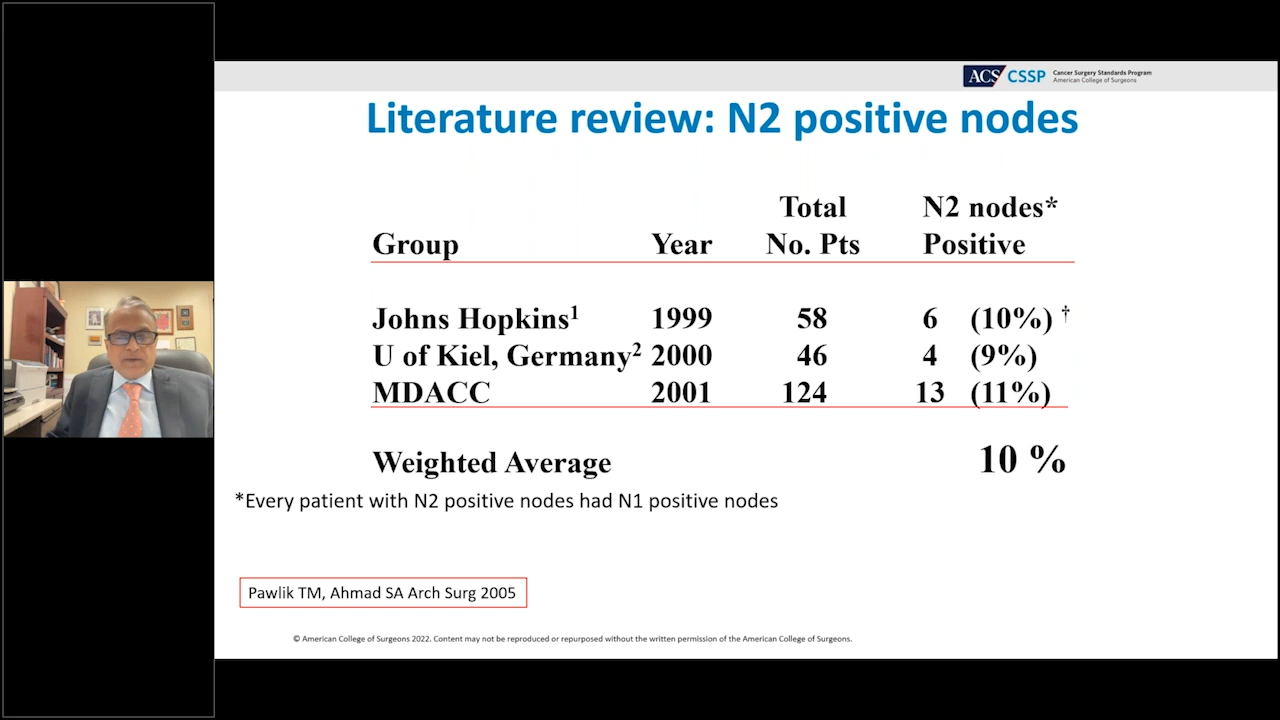 ACS CSSP Cancer Surgery Standards Program
American College of Surgeons
Literature review: N2 positive nodes
Total N2 nodes*
Group Year No. Pts Positive
Johns Hopkins1 1999 58 6 (10%) †
U of Kiel, Germany2 2000 46 4 (9%)
MDACC 2001 124 13 (11%)
Weighted Average 10 %
*Every patient with N2 positive nodes had N1 positive nodes
Pawlik TM, Ahmad SA Arch Surg 2005
© American College of Surgeons 2022. Content may not be reproduced or repurposed without the written permission of the American College of Surgeons.